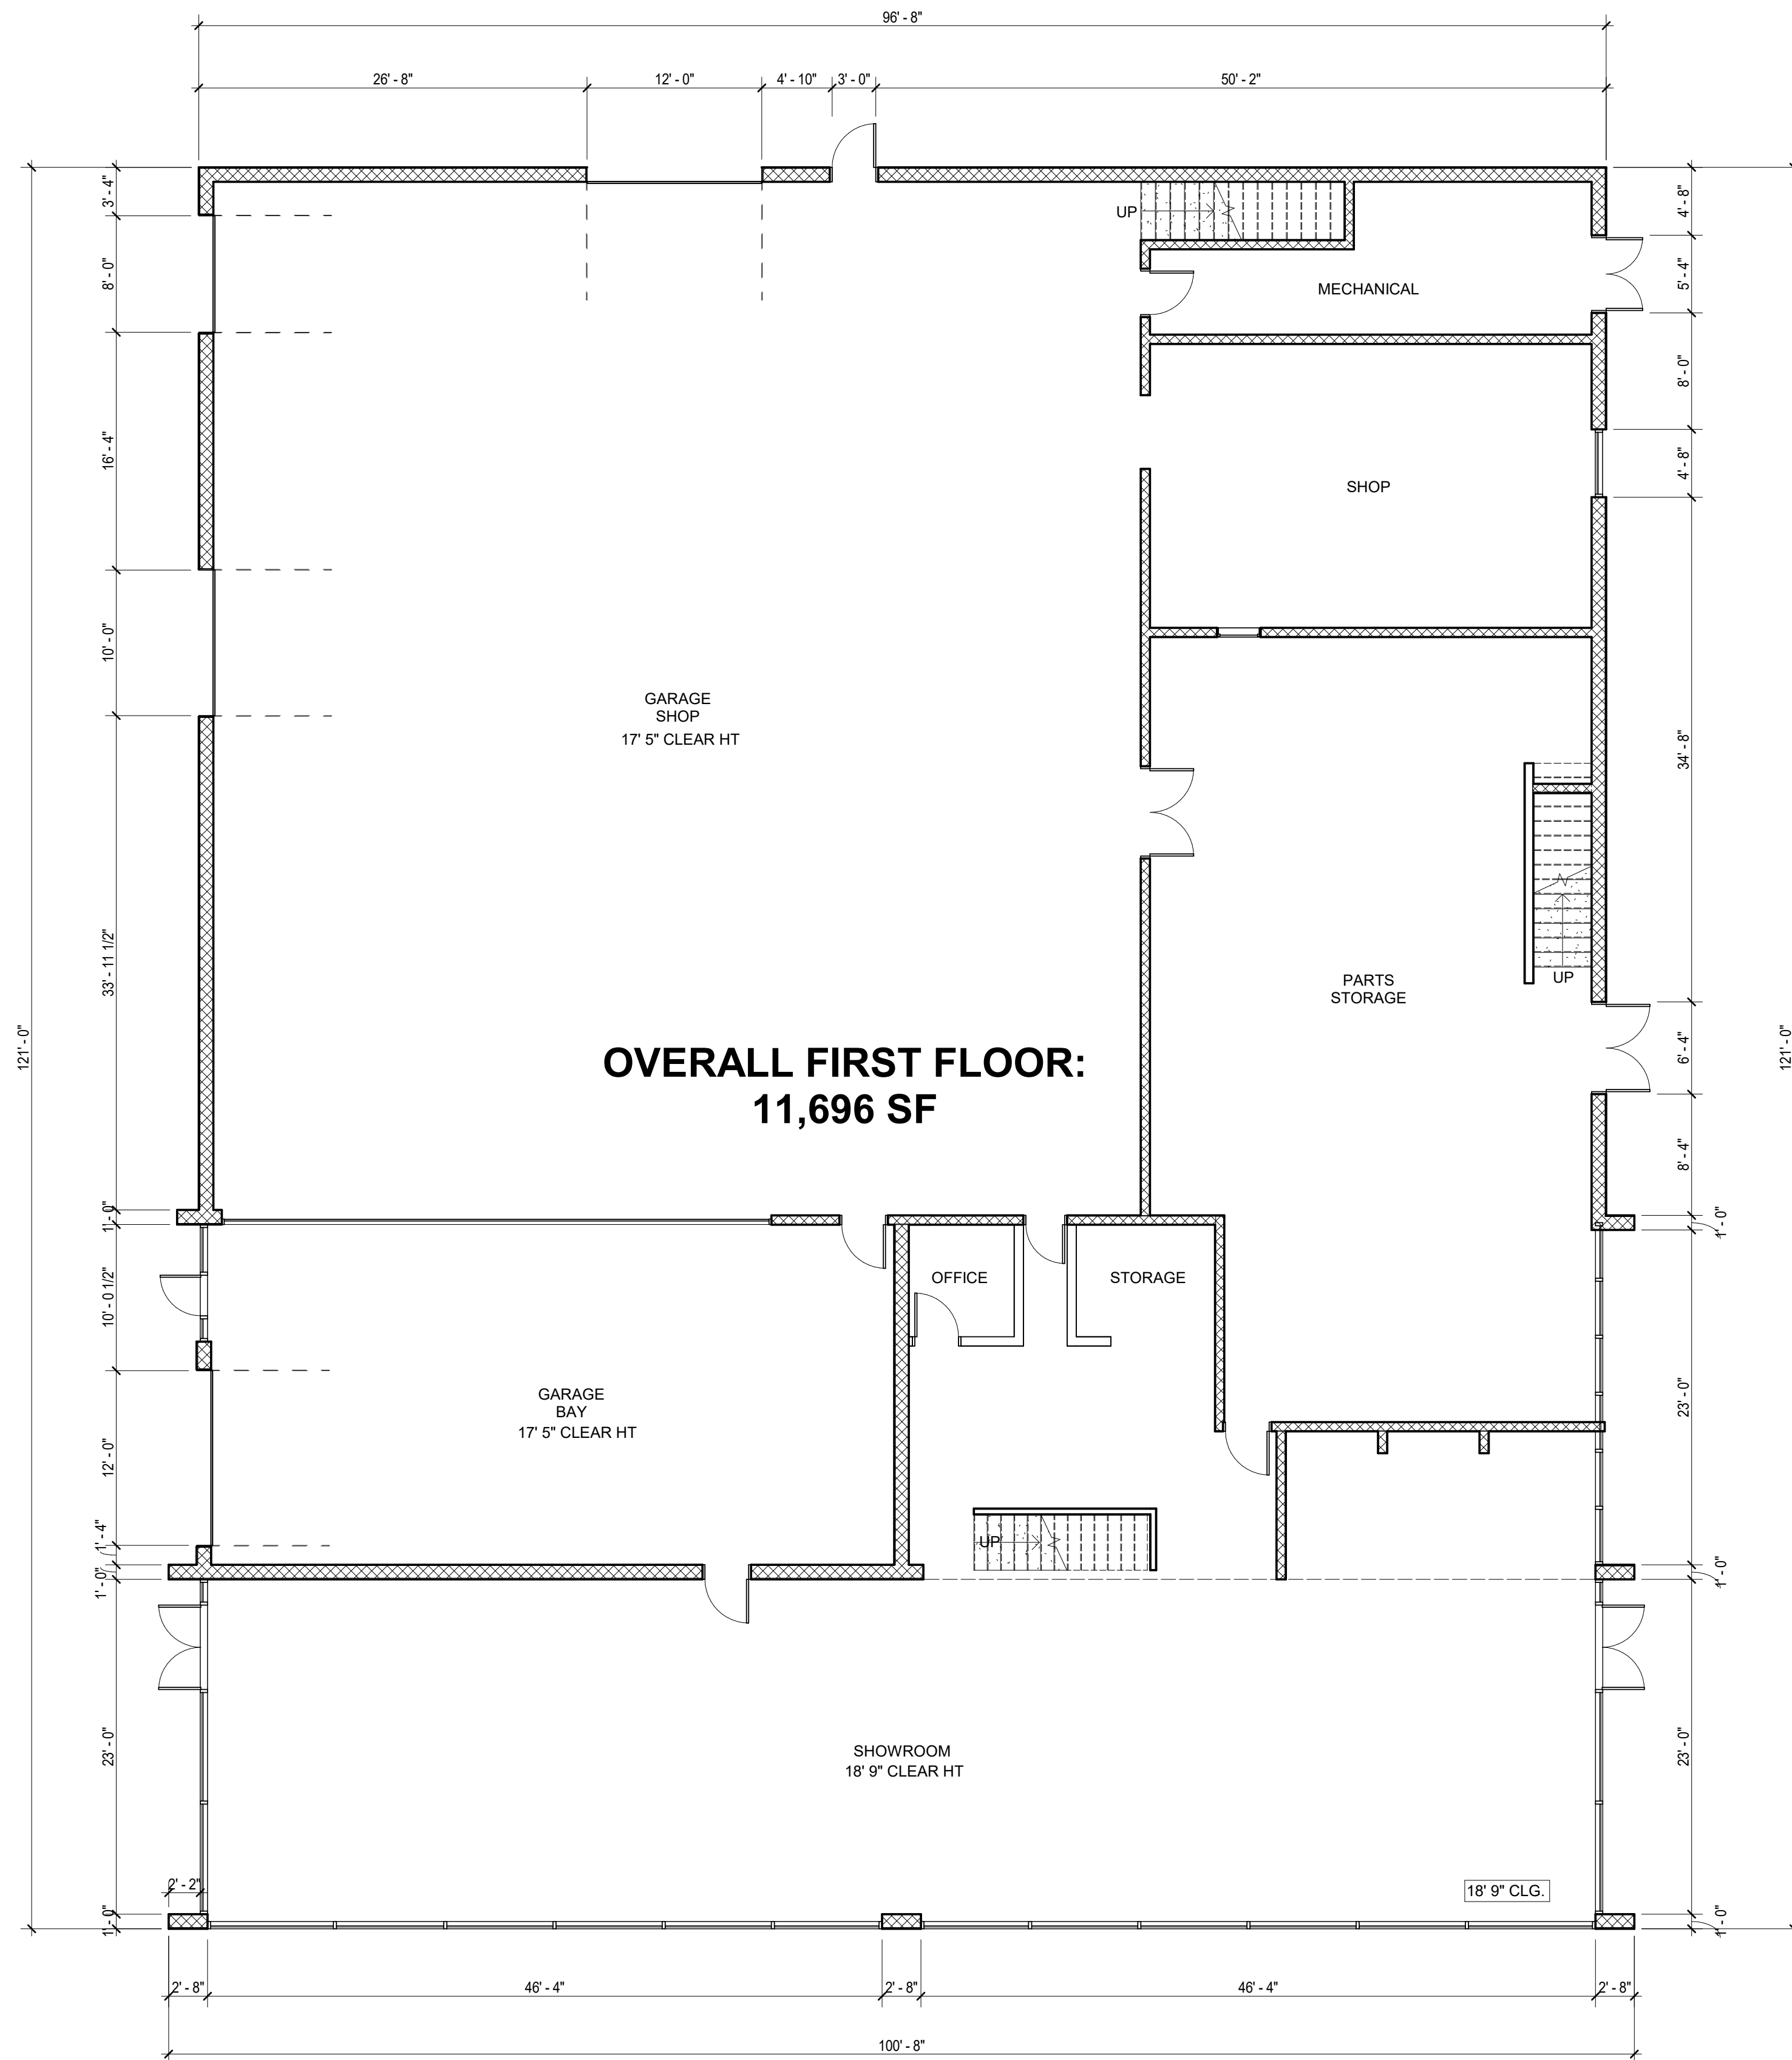 96' - 8"
26' - 8"
12' - 0"
4' - 10"
3' - 0"
50' - 2"
3' - 4"
8' - 0"
16' - 4"
10' - 0"
33' - 11 1/2"
1' - 0"
10' - 0 1/2"
12' - 0"
1' - 4"
1' - 0"
23' - 0"
1' - 0"
121' - 0"
UP
MECHANICAL
SHOP
GARAGE
SHOP
17' 5" CLEAR HT
PARTS
STORAGE
UP
OVERALL FIRST FLOOR:
11,696 SF
OFFICE
STORAGE
GARAGE
BAY
17' 5" CLEAR HT
UP
SHOWROOM
18' 9" CLEAR HT
18' 9" CLG.
2' - 2"
4' - 8"
5' - 4"
8' - 0"
4' - 8"
34' - 8"
6' - 4"
8' - 4"
1' - 0"
23' - 0"
1' - 0"
23' - 0"
1' - 0"
121' - 0"
2' - 8"
46' - 4"
2' - 8"
46' - 4"
2' - 8"
100' - 8"